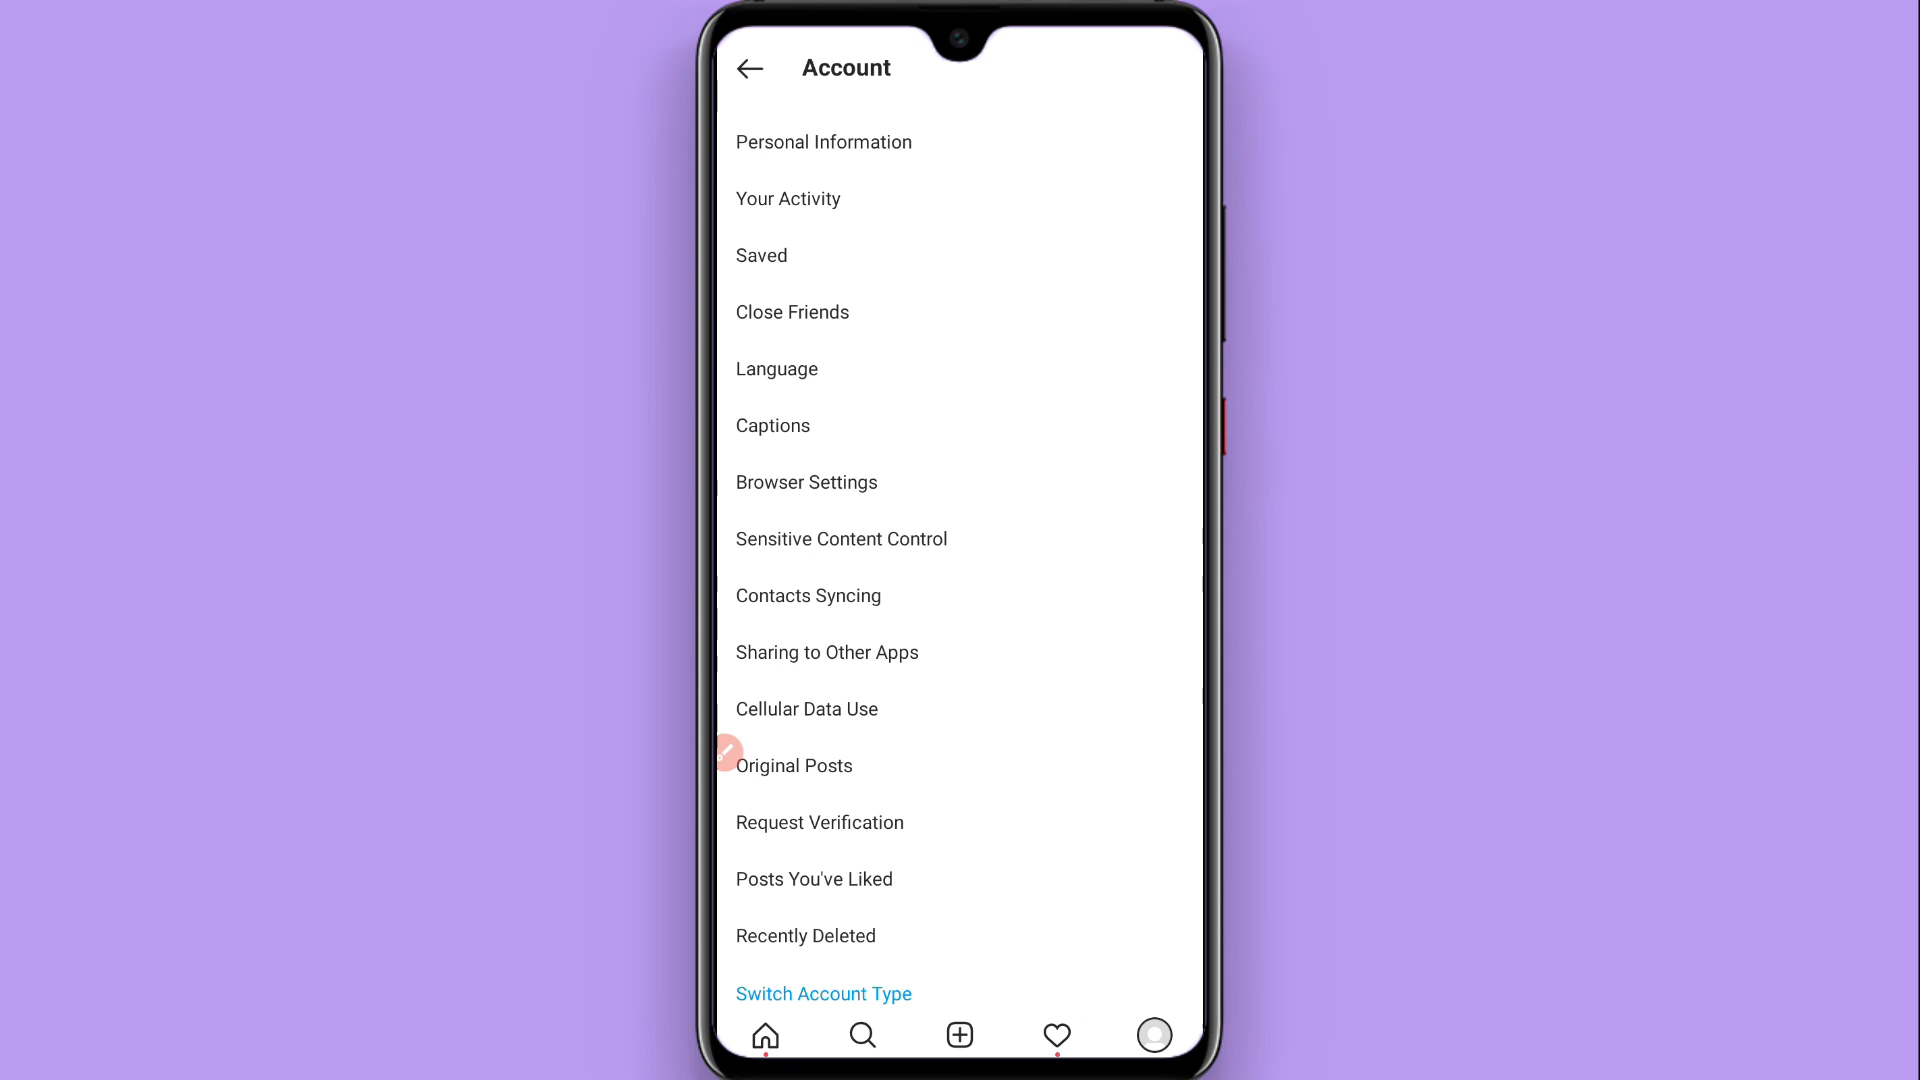 Account
Personal Information
Your Activity
Saved
Close Friends
Language
Captions
Browser Settings
Sensitive Content Control
Contacts Syncing
Sharing to Other Apps
Cellular Data Use
Original Posts
Request Verification
Posts You've Liked
Recently Deleted
Switch Account Type